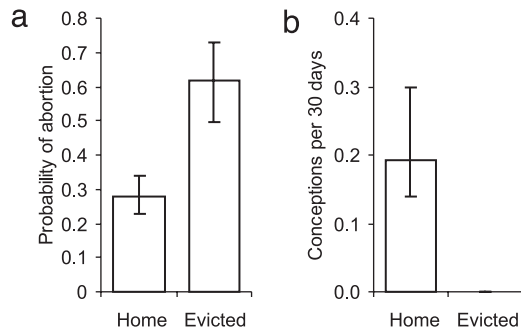 a
Probability of abortion
0.8
0.7
0.6
0.5
0.4
0.3
0.2
0.1
0
Home Evicted
b
Conceptions per 30 days
0.4
0.3
0.2
0.1
0.0
Home Evicted